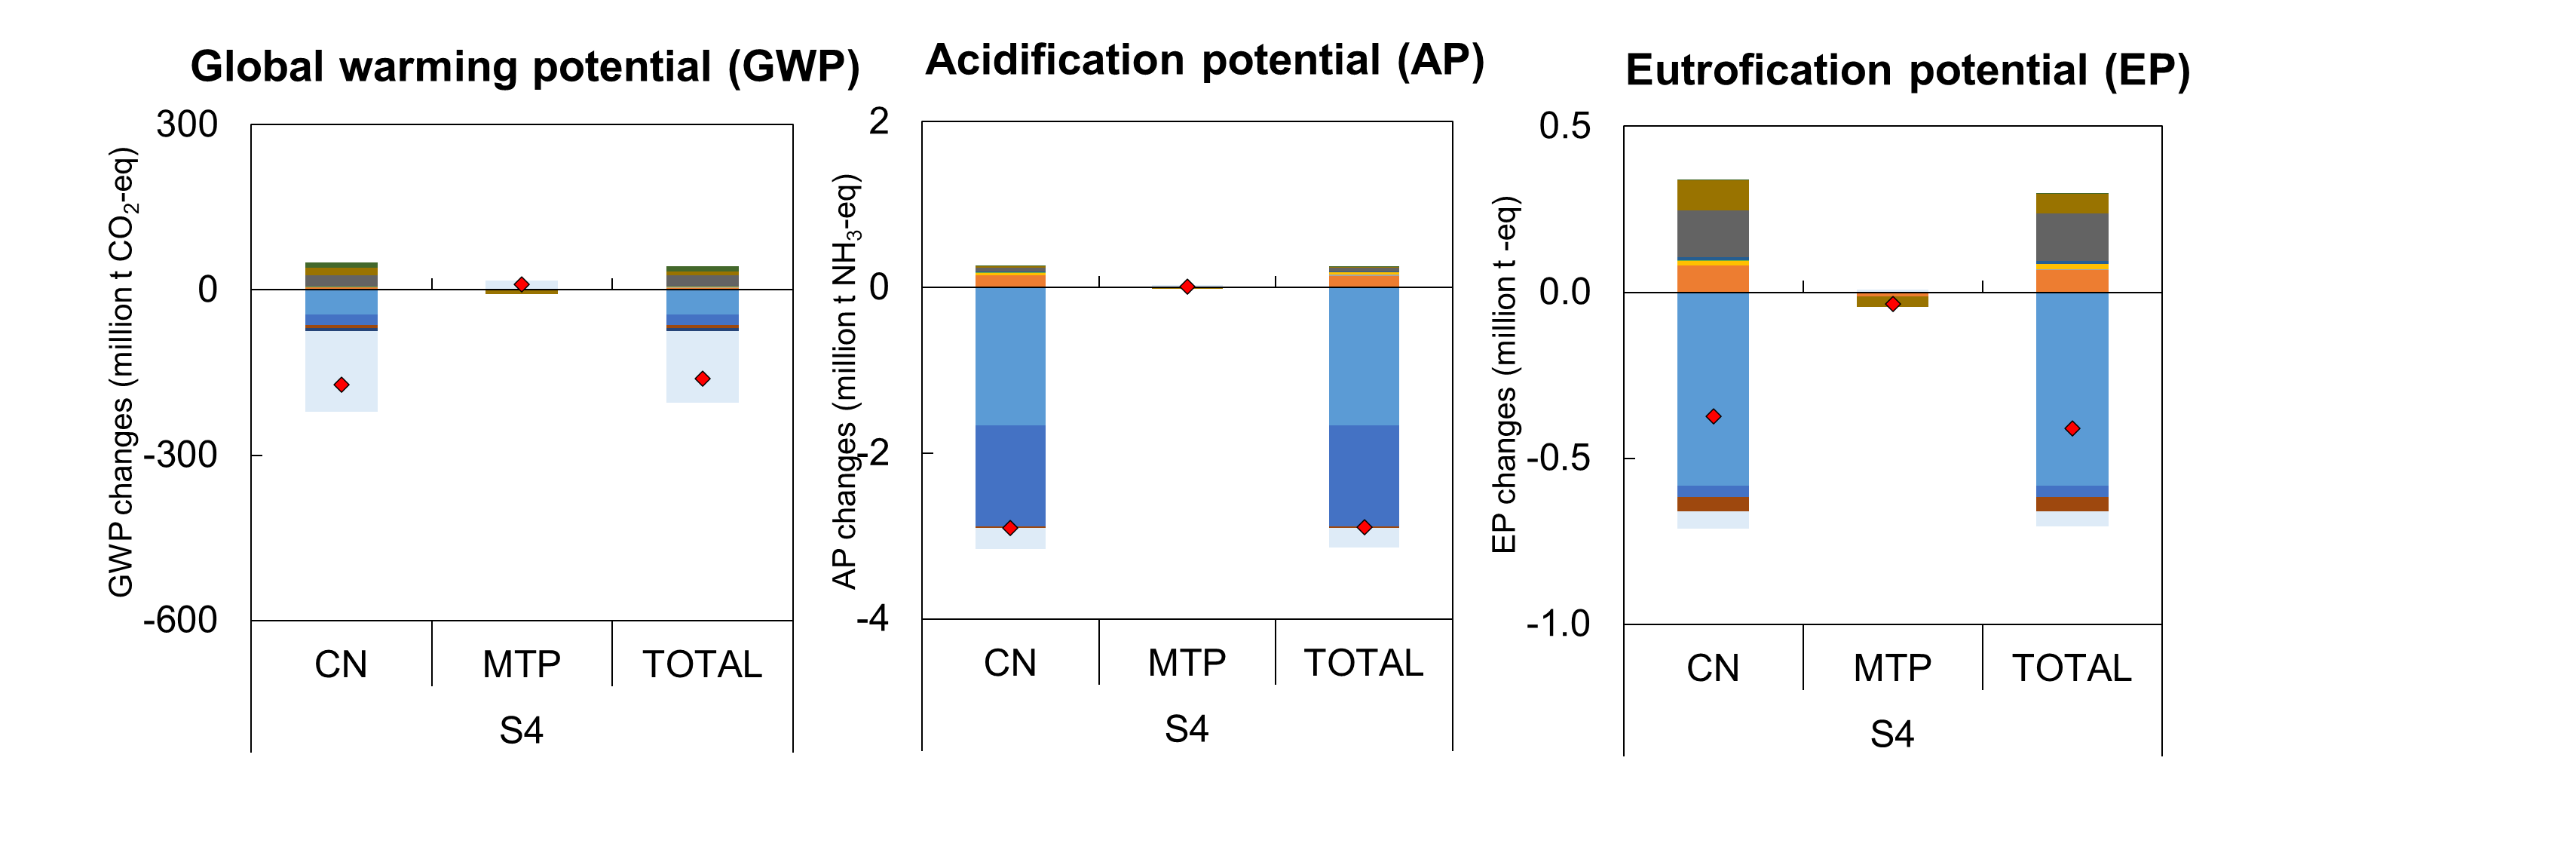 Global warming potential (GWP)
GWP changes (million t CO₂-eq)
300
0
-300
-600
CN MTP TOTAL
S4
Acidification potential (AP)
AP changes (million t NH₃-eq)
2
0
-2
-4
CN MTP TOTAL
S4
Eutrofication potential (EP)
EP changes (million t -eq)
0.5
0.0
-0.5
-1.0
CN MTP TOTAL
S4